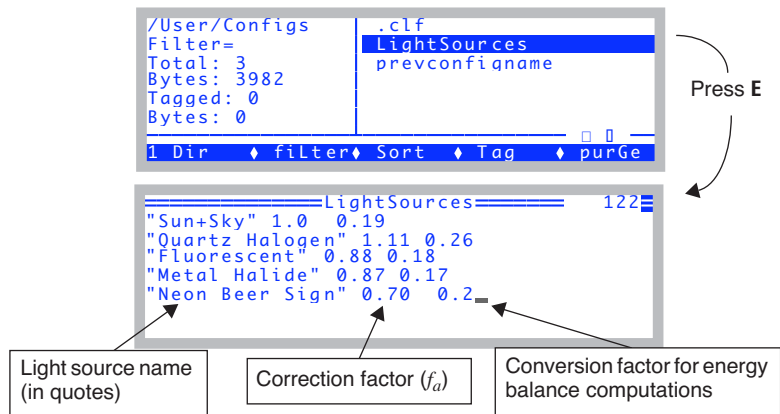 /User/Configs
Filter=
Total: 3
Bytes: 3982
Tagged: 0
Bytes: 0
.clf
LightSources
prevconfigname
1 Dir ♦ fiLter♦ Sort ♦ Tag ♦ purGe
Press E
LightSources 122
"Sun+Sky" 1.0 0.19
"Quartz Halogen" 1.11 0.26
"Fluorescent" 0.88 0.18
"Metal Halide" 0.87 0.17
"Neon Beer Sign" 0.70 0.2_
Light source name
(in quotes)
Correction factor (fa)
Conversion factor for energy
balance computations